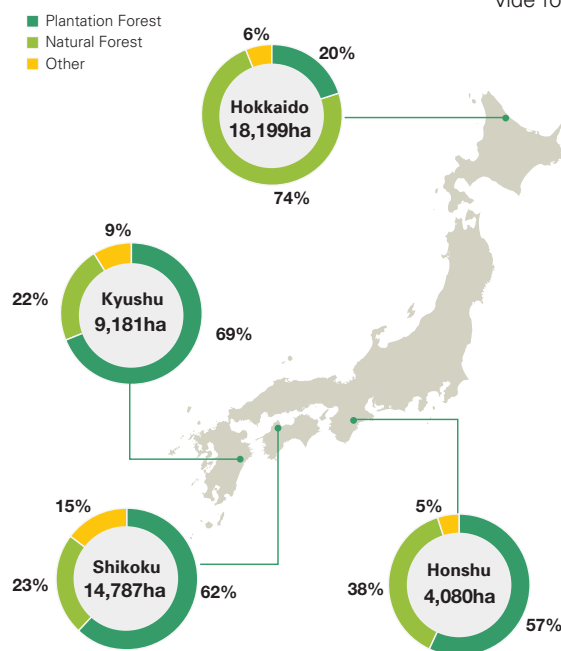 Plantation Forest
Natural Forest
Other
6%
20%
Hokkaido
18,199ha
74%
9%
22%
Kyushu
9,181ha
69%
15%
23%
Shikoku
14,787ha
62%
5%
38%
Honshu
4,080ha
57%